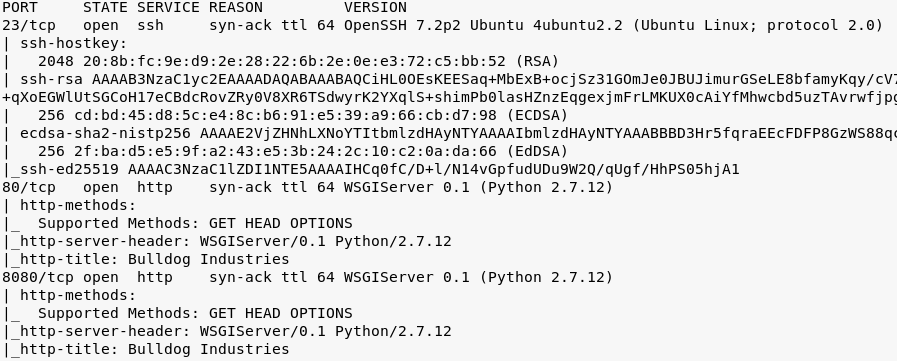 PORT     STATE SERVICE REASON         VERSION
23/tcp   open  ssh     syn-ack ttl 64 OpenSSH 7.2p2 Ubuntu 4ubuntu2.2 (Ubuntu Linux; protocol 2.0)
| ssh-hostkey:
|   2048 20:8b:fc:9e:d9:2e:28:22:6b:2e:0e:e3:72:c5:bb:52 (RSA)
| ssh-rsa AAAAB3NzaC1yc2EAAAADAQABAAABAQCiHL0OEsKEESaq+MbExB+ocjSz31GOmJe0JBUJimurGSeLE8bfamyKqy/cV7
+qXoEGWlUtSGCoH17eCBdcRovZRy0V8XR6TSdwyrK2YXqlS+shimPb0lasHZnzEqgexjmFrLMKUX0cAiYfMhwcbd5uzTAvrwfjpg
|   256 cd:bd:45:d8:5c:e4:8c:b6:91:e5:39:a9:66:cb:d7:98 (ECDSA)
| ecdsa-sha2-nistp256 AAAAE2VjZHNhLXNoYTItbmlzdHAyNTYAAAAIbmlzdHAyNTYAAABBBD3Hr5fqraEEcFDFP8GzWS88qc
|   256 2f:ba:d5:e5:9f:a2:43:e5:3b:24:2c:10:c2:0a:da:66 (EdDSA)
|_ssh-ed25519 AAAAC3NzaC1lZDI1NTE5AAAAIHCq0fC/D+l/N14vGpfudUDu9W2Q/qUgf/HhPS05hjA1
80/tcp   open  http    syn-ack ttl 64 WSGIServer 0.1 (Python 2.7.12)
| http-methods:
|_  Supported Methods: GET HEAD OPTIONS
|_http-server-header: WSGIServer/0.1 Python/2.7.12
|_http-title: Bulldog Industries
8080/tcp open  http    syn-ack ttl 64 WSGIServer 0.1 (Python 2.7.12)
| http-methods:
|_  Supported Methods: GET HEAD OPTIONS
|_http-server-header: WSGIServer/0.1 Python/2.7.12
|_http-title: Bulldog Industries